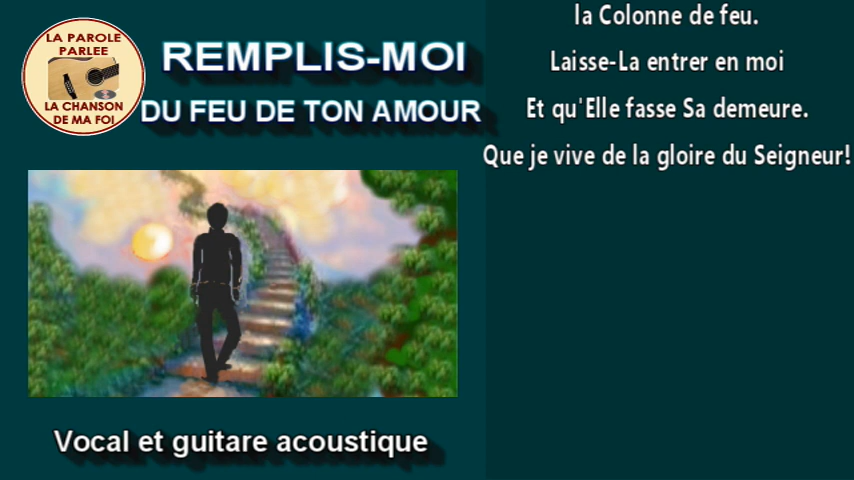 LA PAROLE
PARLEE
LA CHANSON
DE MA FOI
REMPLIS-MOI
DU FEU DE TON AMOUR
Vocal et guitare acoustique
la Colonne de feu.
Laisse-La entrer en moi
Et qu'Elle fasse Sa demeure.
Que je vive de la gloire du Seigneur!